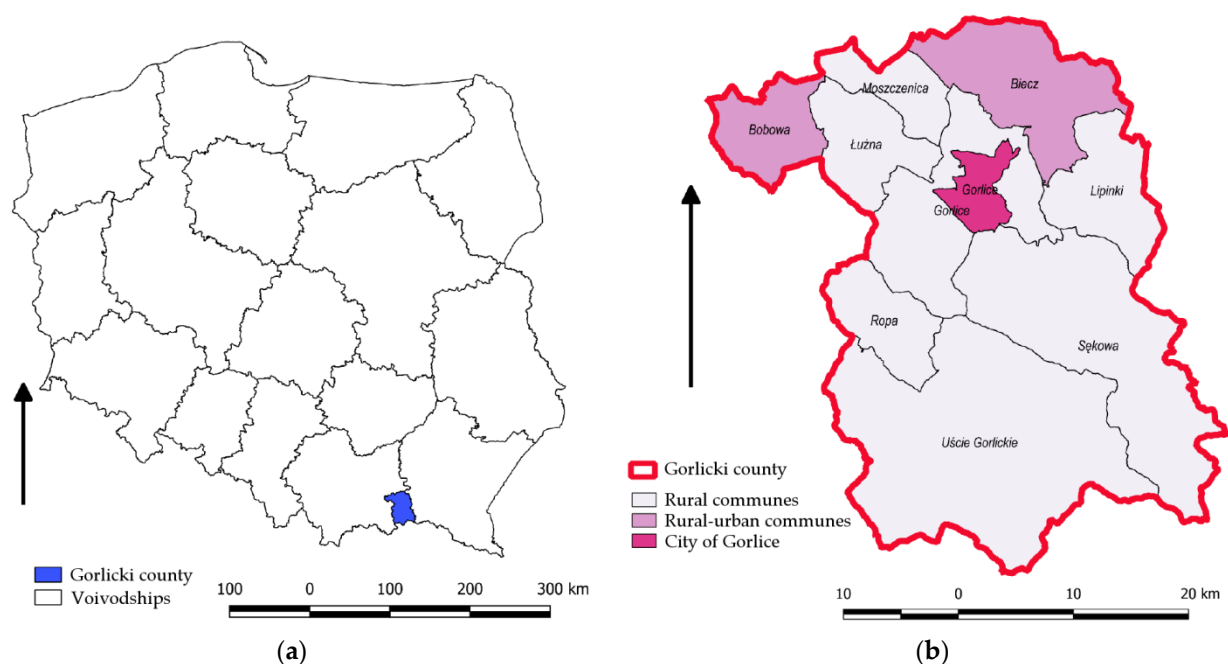 Gorlicki county
Voivodships
100 0 100 200 300 km
(a)
Biecz
Moszczenica
Bobowa
Łużna
Gorlice
Lipinki
Gorlice
Ropa
Sękowa
Uście Gorlickie
Gorlicki county
Rural communes
Rural-urban communes
City of Gorlice
10 0 10 20 km
(b)